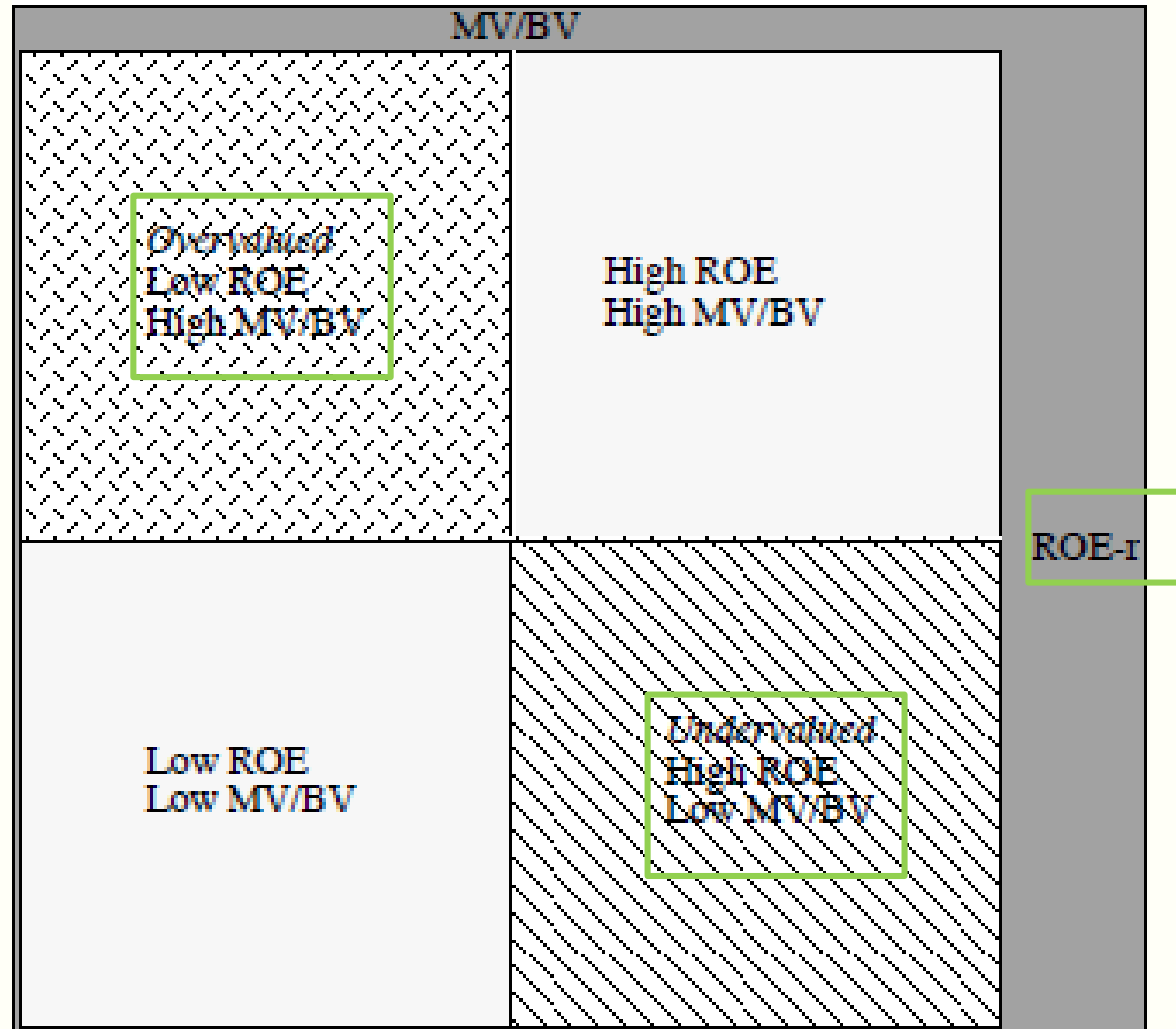 MV/BV
Overvalued
Low ROE
High MV/BV
High ROE
High MV/BV
ROE-r
Low ROE
Low MV/BV
Undervalued
High ROE
Low MV/BV